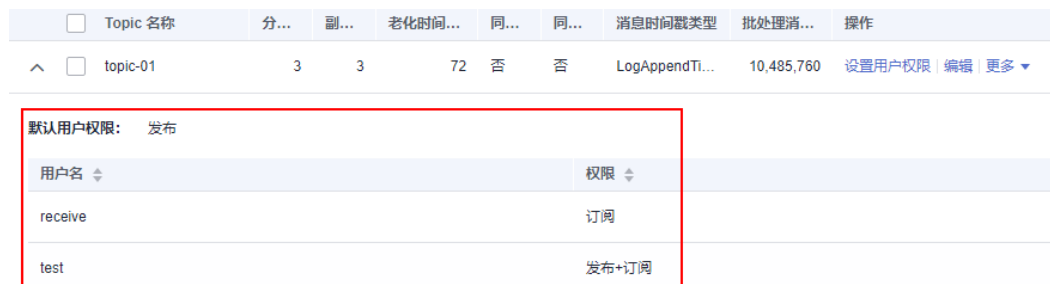 Topic 名称 分... 副... 老化时间... 同... 同... 消息时间戳类型 批处理消... 操作
topic-01 3 3 72 否 否 LogAppendTi... 10,485,760 设置用户权限 | 编辑 | 更多
默认用户权限： 发布
用户名 权限
receive 订阅
test 发布+订阅